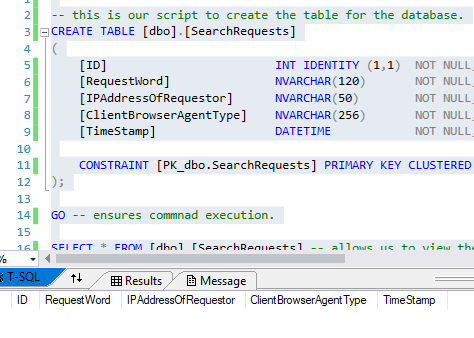 1
2 -- this is our script to create the table for the database.
3 CREATE TABLE [dbo].[SearchRequests]
4 (
5 [ID] INT IDENTITY (1,1) NOT NULL,
6 [RequestWord] NVARCHAR(120) NOT NULL,
7 [IPAddressOfRequestor] NVARCHAR(50) NOT NULL,
8 [ClientBrowserAgentType] NVARCHAR(256) NOT NULL,
9 [TimeStamp] DATETIME NOT NULL,
10
11 CONSTRAINT [PK_dbo.SearchRequests] PRIMARY KEY CLUSTERED
12 );
13
14 GO -- ensures commnad execution.
15
16 SELECT * FROM [dbo].[SearchRequests] -- allows us to view the
%
T-SQL Results Message
ID RequestWord IPAddressOfRequestor ClientBrowserAgentType TimeStamp